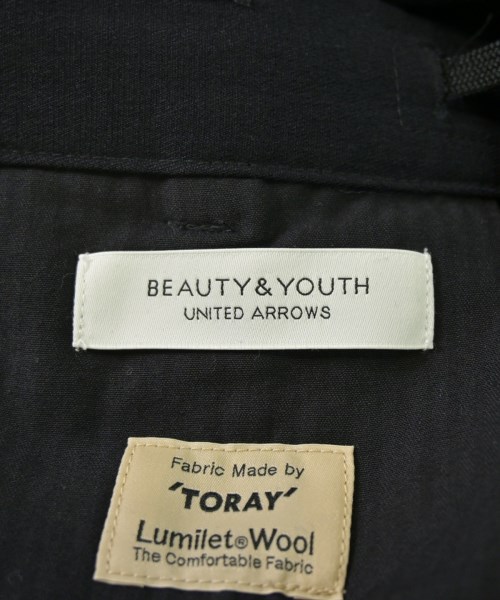 BEAUTY&YOUTH
UNITED ARROWS
Fabric Made by
'TORAY'
Lumilet®Wool
The Comfortable Fabric